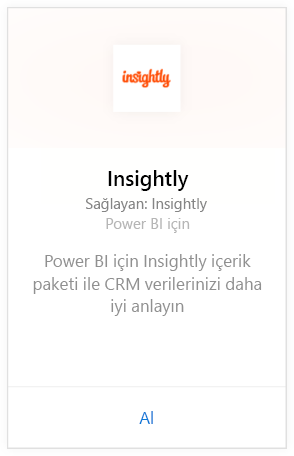 insightly
Insightly
Sağlayan: Insightly
Power BI için
Power BI için Insightly içerik
paketi ile CRM verilerinizi daha
iyi anlayın
Al